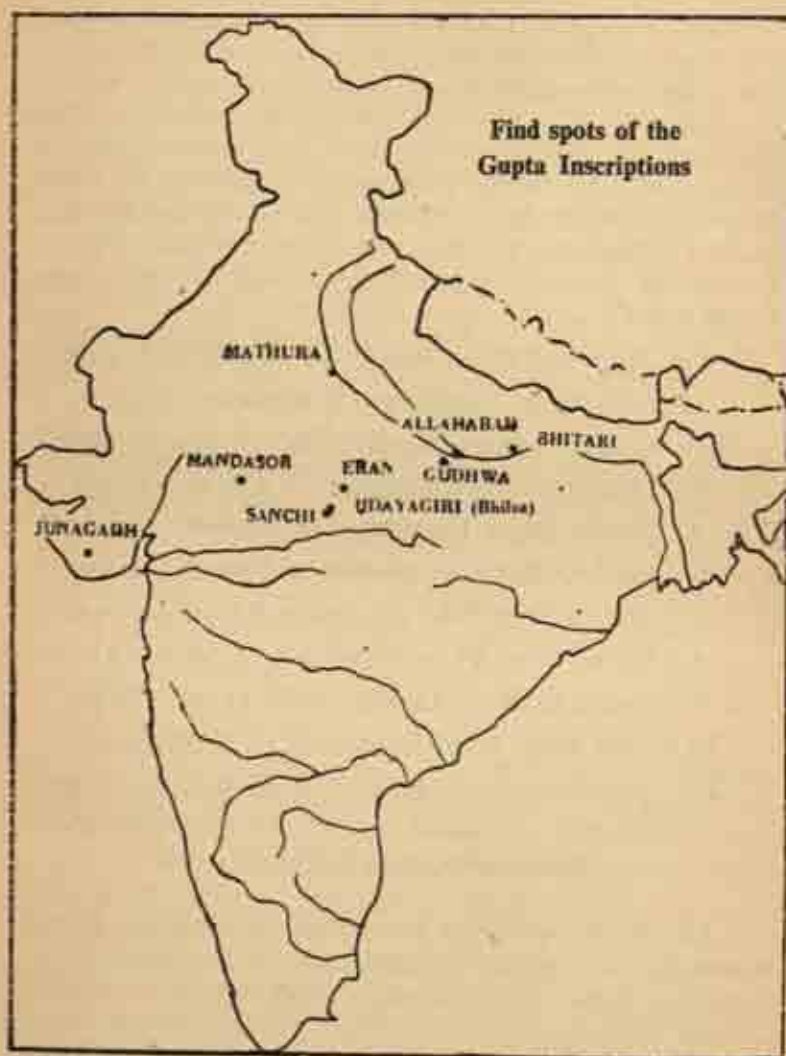 Find spots of the
Gupta Inscriptions
MATHURA
ALLAHABAD
BHITARI
MANDASOR
ERAN
GUDHWA
SANCHI
UDAYAGIRI (Bhilsa)
JUNAGADH